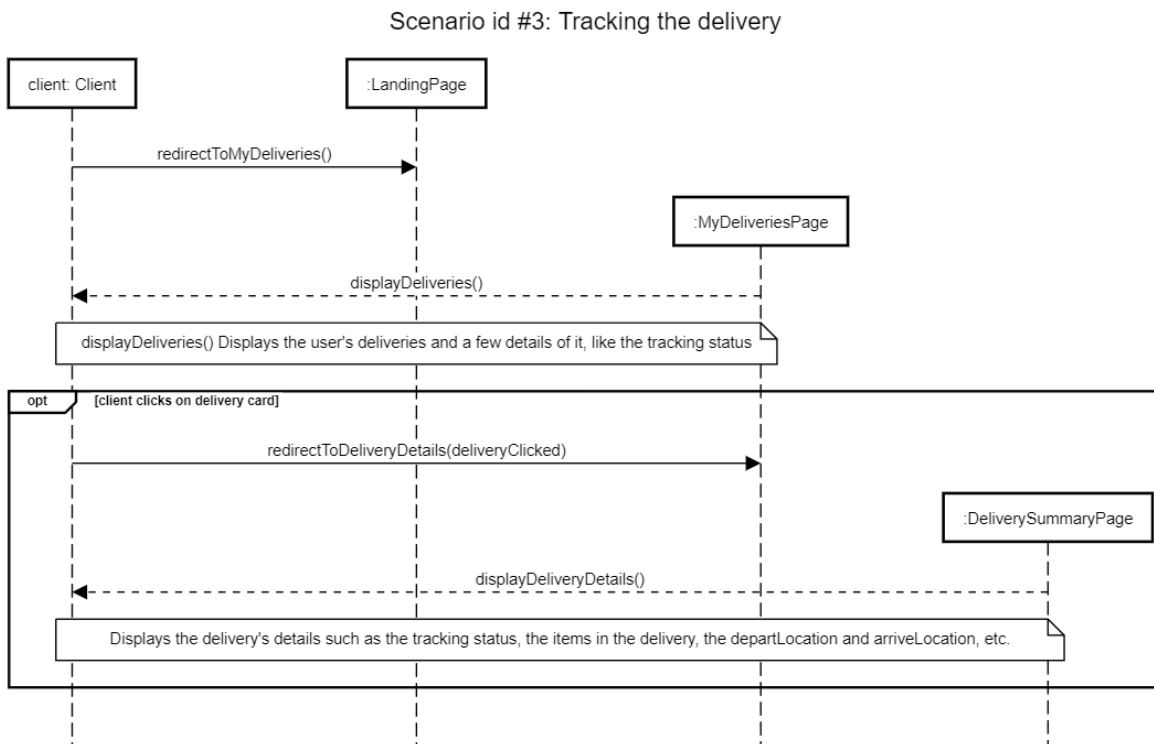 Scenario id #3: Tracking the delivery
client: Client
:LandingPage
redirectToMyDeliveries()
:MyDeliveriesPage
displayDeliveries()
displayDeliveries() Displays the user's deliveries and a few details of it, like the tracking status
opt
[client clicks on delivery card]
redirectToDeliveryDetails(deliveryClicked)
:DeliverySummaryPage
displayDeliveryDetails()
Displays the delivery's details such as the tracking status, the items in the delivery, the departLocation and arriveLocation, etc.